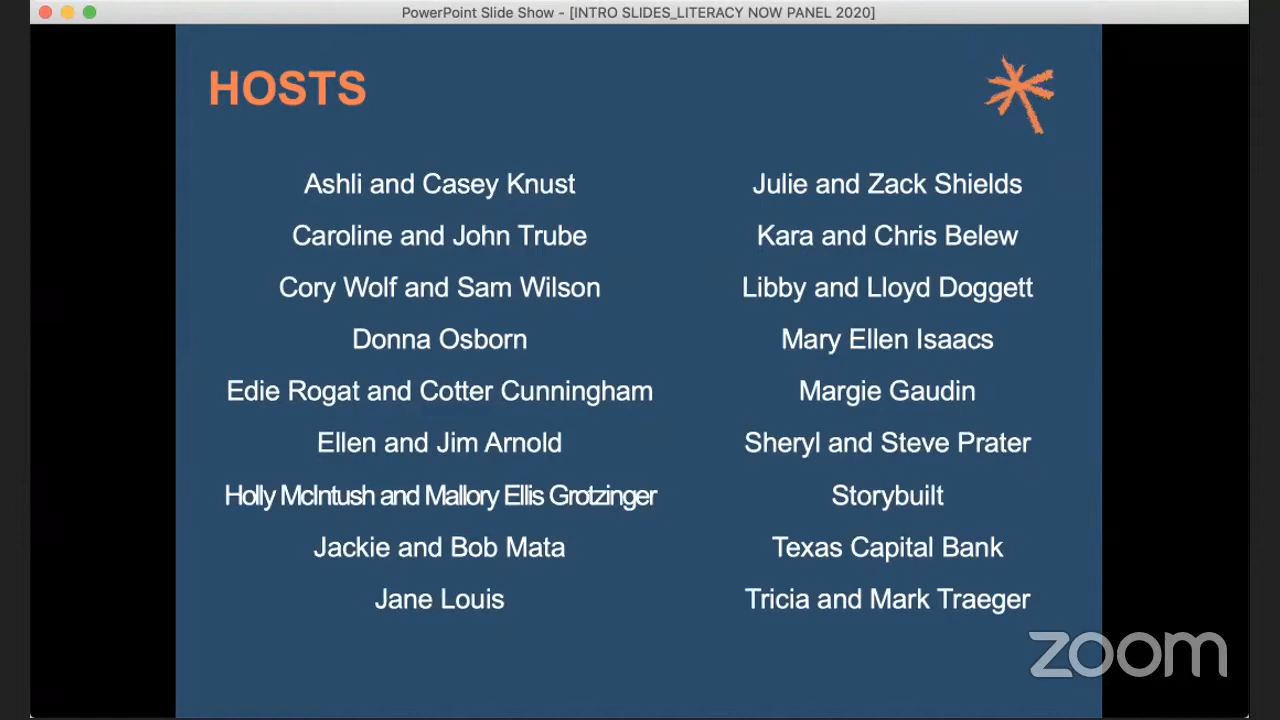 PowerPoint Slide Show - [INTRO SLIDES_LITERACY NOW PANEL 2020]
HOSTS
Ashli and Casey Knust
Caroline and John Trube
Cory Wolf and Sam Wilson
Donna Osborn
Edie Rogat and Cotter Cunningham
Ellen and Jim Arnold
Holly McIntush and Mallory Ellis Grotzinger
Jackie and Bob Mata
Jane Louis
Julie and Zack Shields
Kara and Chris Belew
Libby and Lloyd Doggett
Mary Ellen Isaacs
Margie Gaudin
Sheryl and Steve Prater
Storybuilt
Texas Capital Bank
Tricia and Mark Traeger
zoom